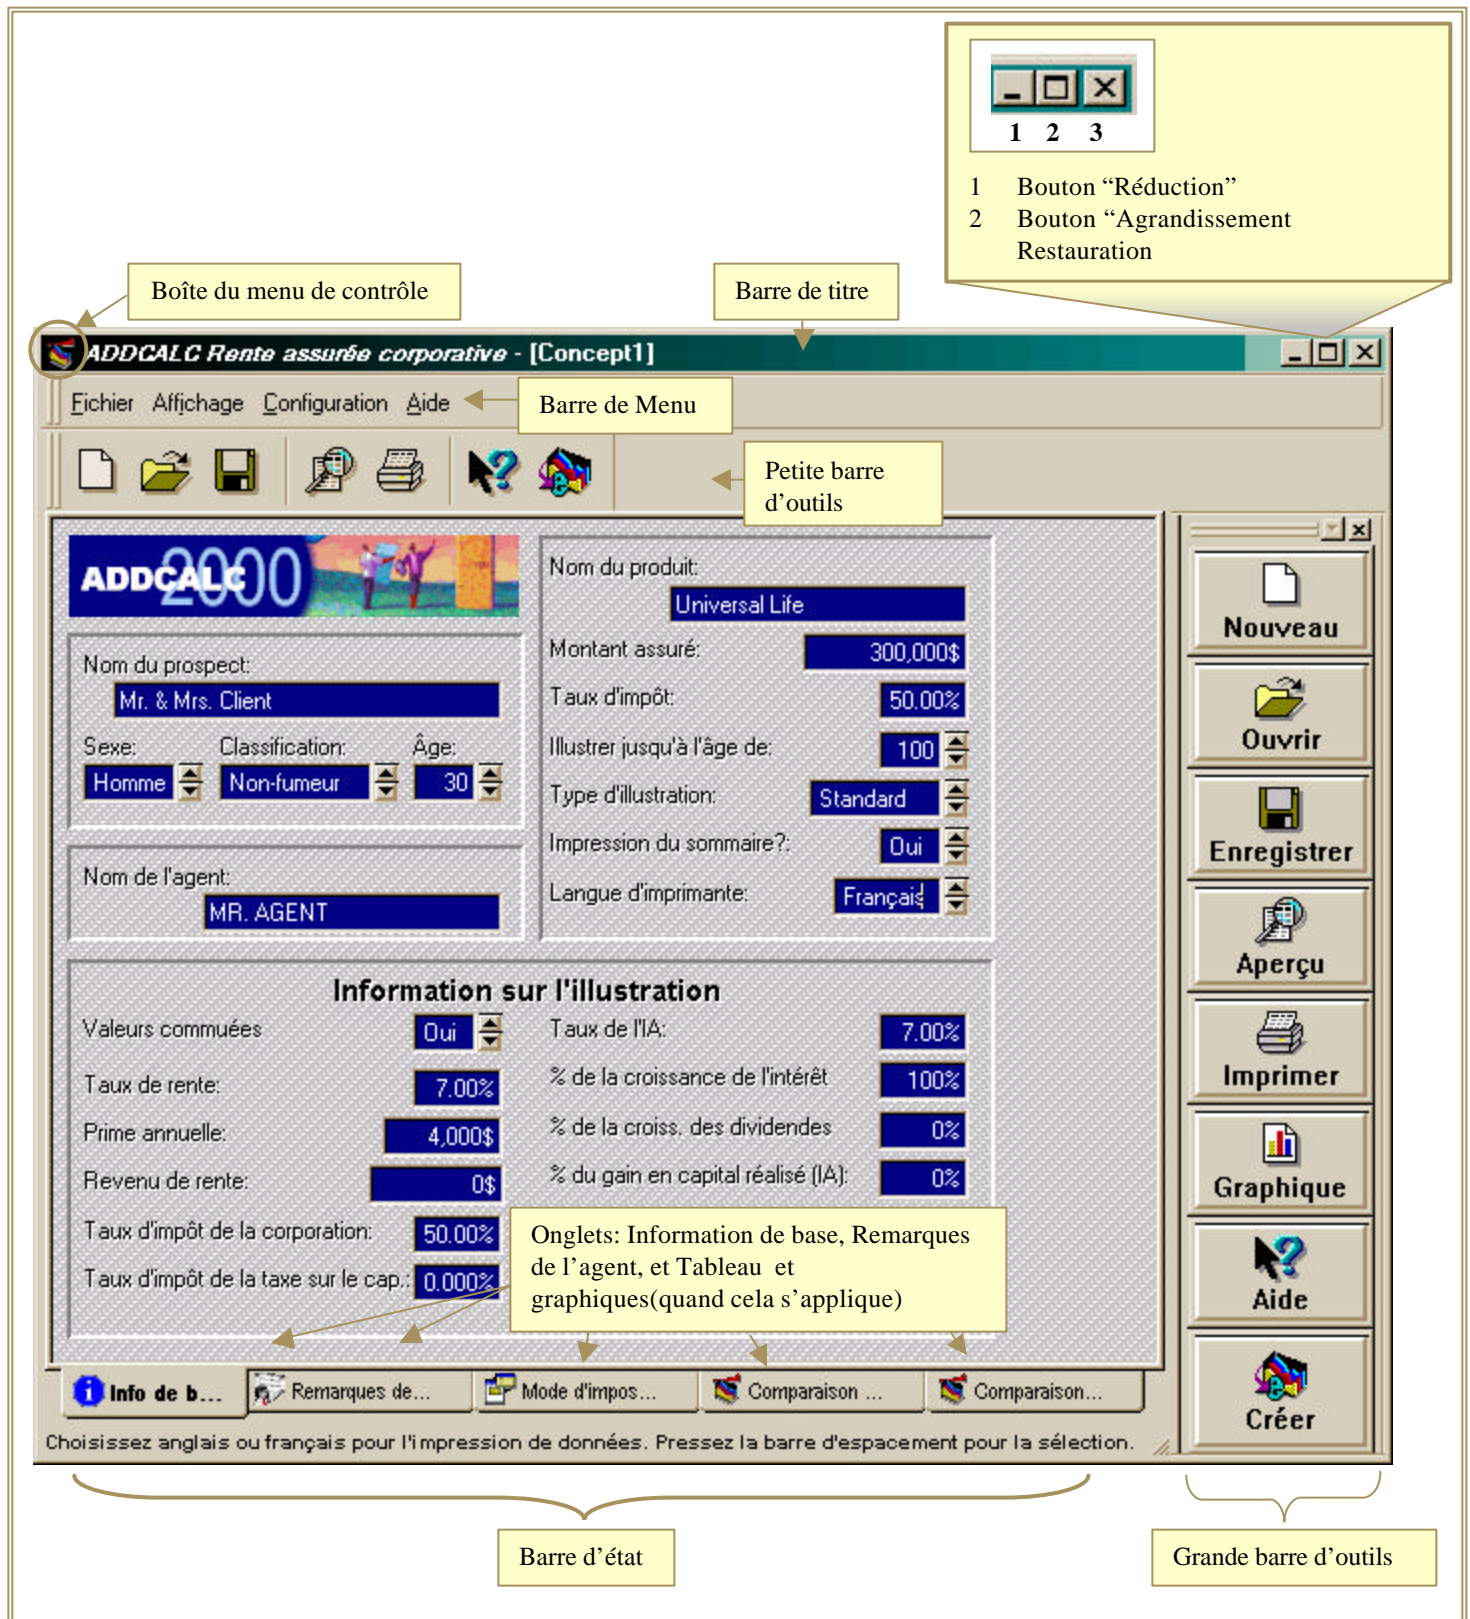 1 2 3
1 Bouton “Réduction”
2 Bouton “Agrandissement
Restauration
Boîte du menu de contrôle
Barre de titre
ADDCALC Rente assurée corporative - [Concept1]
Fichier Affichage Configuration Aide
Barre de Menu
Petite barre
d’outils
ADDCALC 2000
Nom du prospect:
Mr. & Mrs. Client
Sexe: Classification: Âge:
Homme Non-fumeur 30
Nom de l'agent:
MR. AGENT
Nom du produit:
Universal Life
Montant assuré: 300,000$
Taux d'impôt: 50.00%
Illustrer jusqu'à l'âge de: 100
Type d'illustration: Standard
Impression du sommaire?: Oui
Langue d'imprimante: Français
Information sur l'illustration
Valeurs commuées Oui
Taux de rente: 7.00%
Prime annuelle: 4,000$
Revenu de rente: 0$
Taux d'impôt de la corporation: 50.00%
Taux d'impôt de la taxe sur le cap.: 0.000%
Taux de l'IA: 7.00%
% de la croissance de l'intérêt 100%
% de la croiss. des dividendes 0%
% du gain en capital réalisé (IA): 0%
Onglets: Information de base, Remarques
de l’agent, et Tableau et
graphiques(quand cela s’applique)
Info de b... Remarques de... Mode d'impos... Comparaison ... Comparaison...
Choisissez anglais ou français pour l'impression de données. Pressez la barre d'espacement pour la sélection.
Nouveau
Ouvrir
Enregistrer
Aperçu
Imprimer
Graphique
Aide
Créer
Barre d’état
Grande barre d’outils